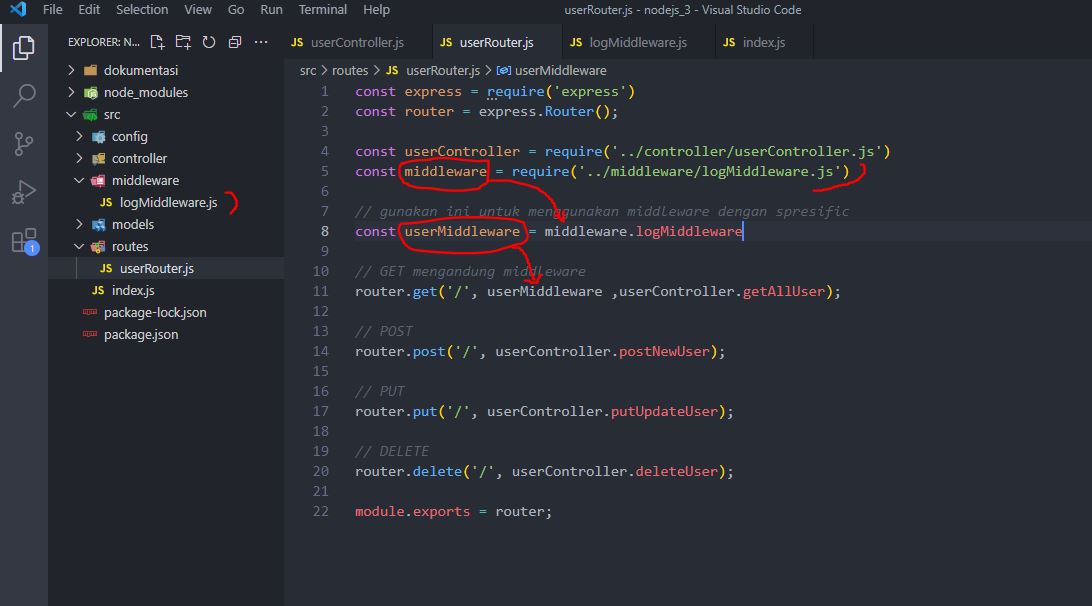 File Edit Selection View Go Run Terminal Help userRouter.js - nodejs_3 - Visual Studio Code
EXPLORER: N...
dokumentasi
node_modules
src
config
controller
middleware
JS logMiddleware.js
models
routes
JS userRouter.js
JS index.js
package-lock.json
package.json
1
JS userController.js JS userRouter.js JS logMiddleware.js JS index.js
src > routes > JS userRouter.js > userMiddleware
1 const express = require('express')
2 const router = express.Router();
3
4 const userController = require('../controller/userController.js')
5 const middleware = require('../middleware/logMiddleware.js')
6
7 // gunakan ini untuk menggunakan middleware dengan spresific
8 const userMiddleware = middleware.logMiddleware
9
10 // GET mengandung middleware
11 router.get('/', userMiddleware ,userController.getAllUser);
12
13 // POST
14 router.post('/', userController.postNewUser);
15
16 // PUT
17 router.put('/', userController.putUpdateUser);
18
19 // DELETE
20 router.delete('/', userController.deleteUser);
21
22 module.exports = router;